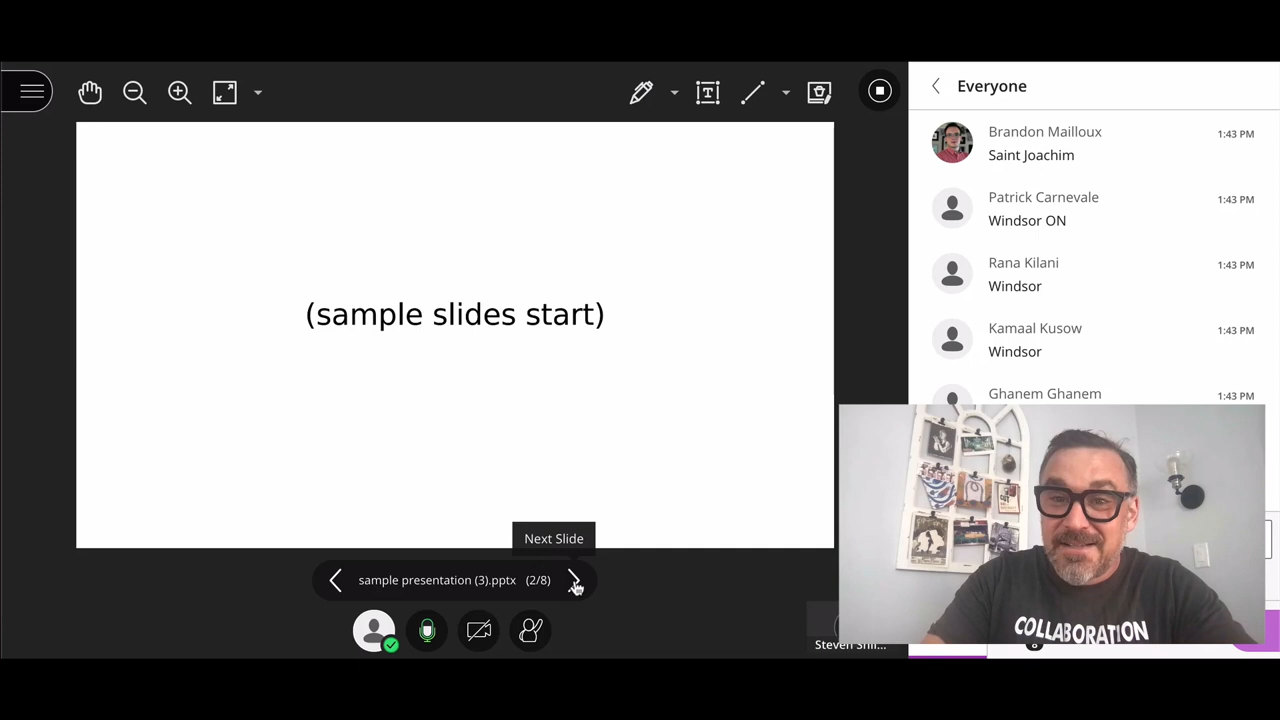 Everyone
Brandon Mailloux 1:43 PM
Saint Joachim
Patrick Carnevale 1:43 PM
Windsor ON
Rana Kilani 1:43 PM
Windsor
Kamaal Kusow 1:43 PM
Windsor
Ghanem Ghanem 1:43 PM
(sample slides start)
Next Slide
sample presentation (3).pptx (2/8)
Steven
COLLABORATION